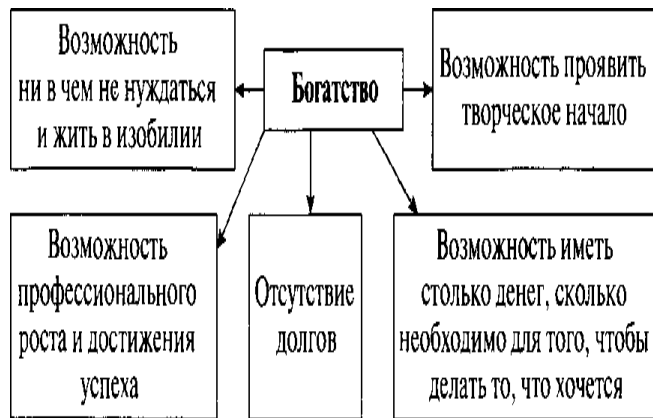 Возможность
ни в чем не нуждаться
и жить в изобилии
Богатство
Возможность проявить
творческое начало
Возможность
профессионального
роста и достижения
успеха
Отсутствие
долгов
Возможность иметь
столько денег, сколько
необходимо для того, чтобы
делать то, что хочется